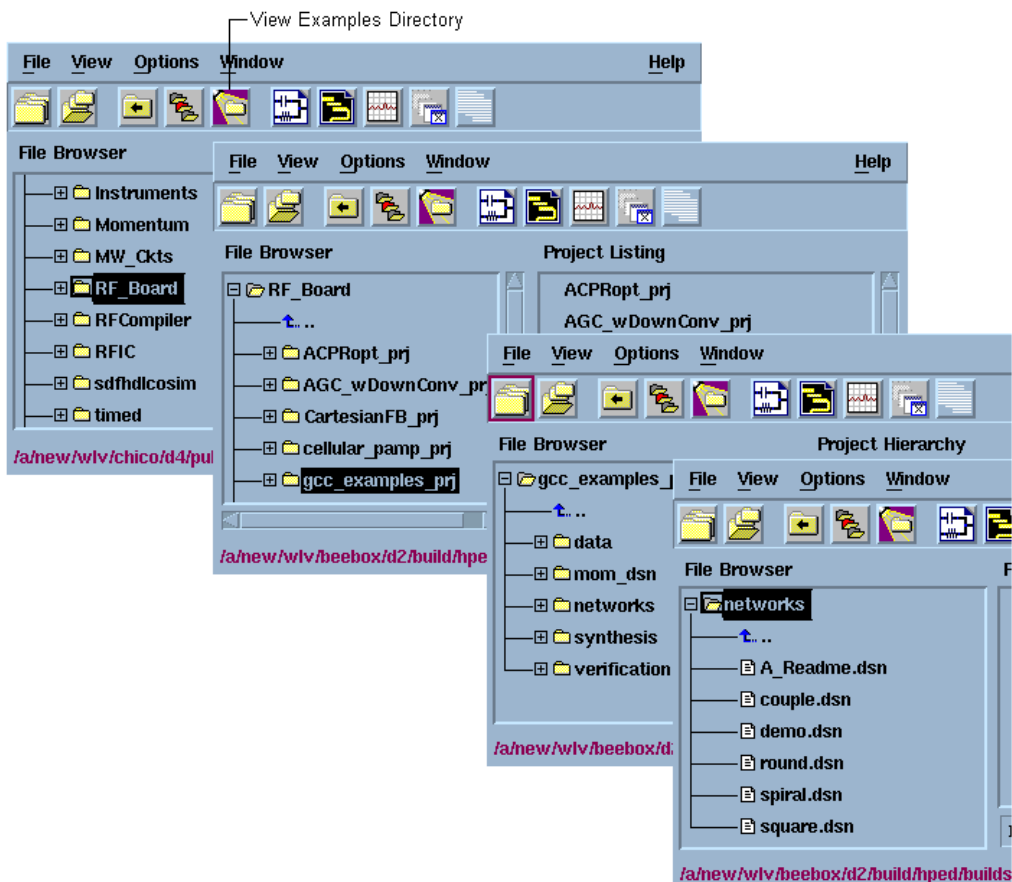 View Examples Directory
File View Options Window Help
File Browser
Instruments
Momentum
MW_Ckts
RF_Board
RFCompiler
RFIC
sdfhdlcosim
timed
/a/new/wlv/chico/d4/pul
File View Options Window Help
File Browser Project Listing
RF_Board
..
ACPRopt_prj
AGC_wDownConv_pr
CartesianFB_prj
cellular_pamp_prj
gcc_examples_prj
ACPRopt_prj
AGC_wDownConv_prj
/a/new/wlv/beebox/d2/build/hpe
File View Options Window
File Browser Project Hierarchy
gcc_examples_
..
data
mom_dsn
networks
synthesis
verification
/a/new/wlv/beebox/d
File View Options Window
File Browser F
networks
..
A_Readme.dsn
couple.dsn
demo.dsn
round.dsn
spiral.dsn
square.dsn
/a/new/wlv/beebox/d2/build/hped/builds